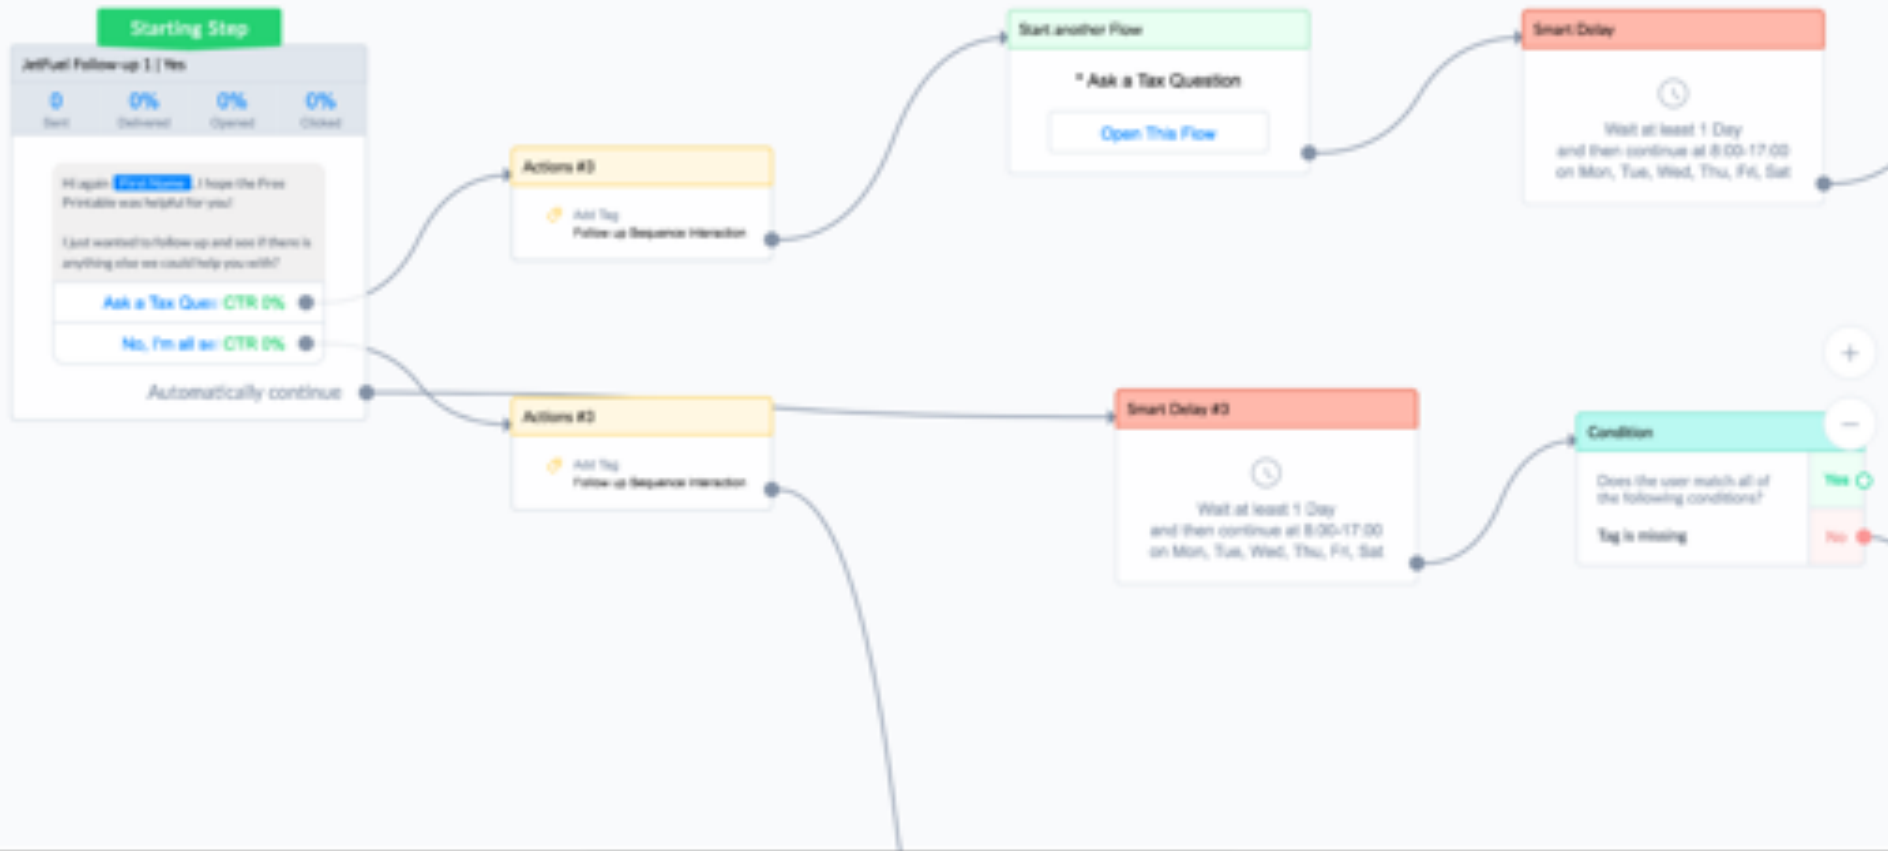 Starting Step
JetFuel Follow-up 1 | Yes
0 0% 0% 0%
Sent Delivered Opened Clicked
Hi again First Name , I hope the Free
Printable was helpful for you!
I just wanted to follow up and see if there is
anything else we could help you with?
Ask a Tax Ques CTR 0%
No, I'm all se CTR 0%
Automatically continue
Actions #3
Add Tag
Follow up Sequence Interaction
Start another Flow
* Ask a Tax Question
Open This Flow
Smart Delay
Wait at least 1 Day
and then continue at 8:00-17:00
on Mon, Tue, Wed, Thu, Fri, Sat
Actions
Add Tag
Follow up Sequence Interaction
Smart Delay #3
Wait at least 1 Day
and then continue at 8:00-17:00
on Mon, Tue, Wed, Thu, Fri, Sat
Condition
Does the user match all of
the following conditions?
Yes
Tag is missing
No